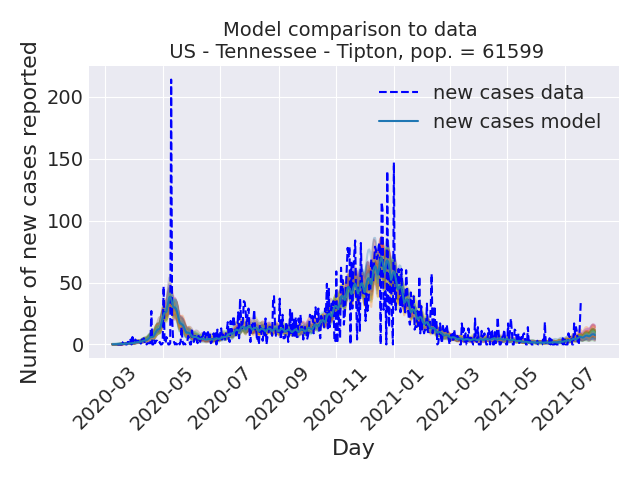 Model comparison to data
US - Tennessee - Tipton, pop. = 61599
Number of new cases reported
200
150
100
50
0
new cases data
new cases model
2020-03
2020-05
2020-07
2020-09
2020-11
2021-01
2021-03
2021-05
2021-07
Day